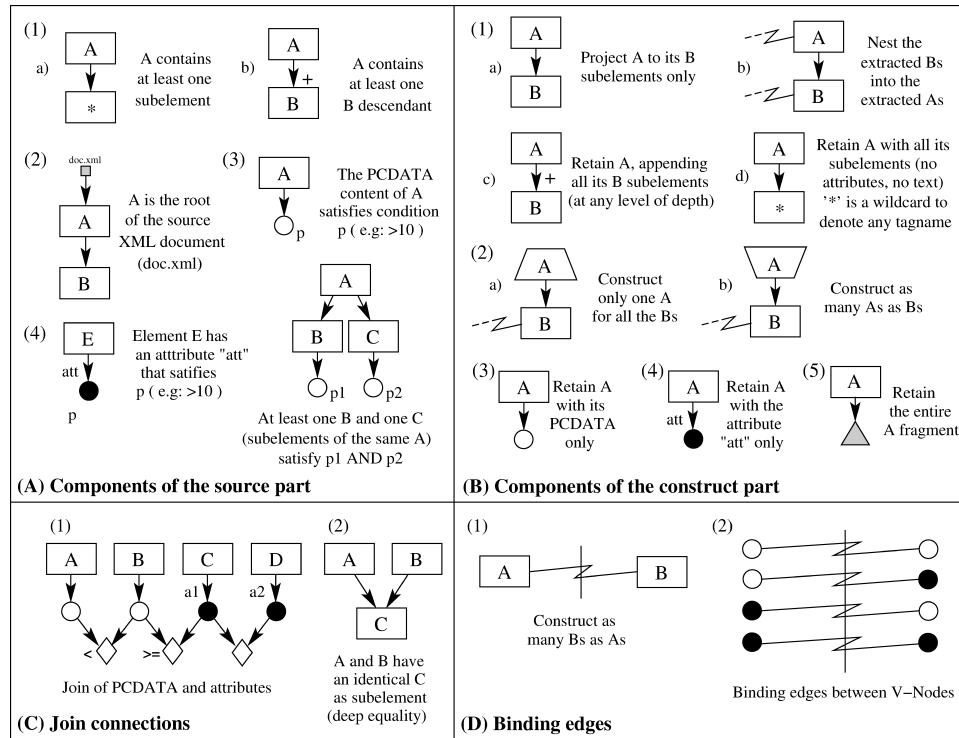 (1)
a)
A
*
A contains
at least one
subelement
b)
A
+
B
A contains
at least one
B descendant
(2)
doc.xml
A
B
A is the root
of the source
XML document
(doc.xml)
(3)
A
p
The PCDATA
content of A
satisfies condition
p ( e.g: >10 )
(4)
E
att
p
Element E has
an atttribute "att"
that satifies
p ( e.g: >10 )
A
B
C
p1
p2
At least one B and one C
(subelements of the same A)
satisfy p1 AND p2
(A) Components of the source part
(1)
a)
A
B
Project A to its B
subelements only
b)
A
B
Nest the
extracted Bs
into the
extracted As
c)
A
+
B
Retain A, appending
all its B subelements
(at any level of depth)
d)
A
*
Retain A with all its
subelements (no
attributes, no text)
'*' is a wildcard to
denote any tagname
(2)
a)
A
B
Construct
only one A
for all the Bs
b)
A
B
Construct as
many As as Bs
(3)
A
Retain A
with its
PCDATA
only
(4)
A
att
Retain A
with the
attribute
"att" only
(5)
A
Retain
the entire
A fragment
(B) Components of the construct part
(1)
A
B
C
D
a1
a2
<
>=
Join of PCDATA and attributes
(2)
A
B
C
A and B have
an identical C
as subelement
(deep equality)
(C) Join connections
(1)
A
B
Construct as
many Bs as As
(2)
Binding edges between V-Nodes
(D) Binding edges